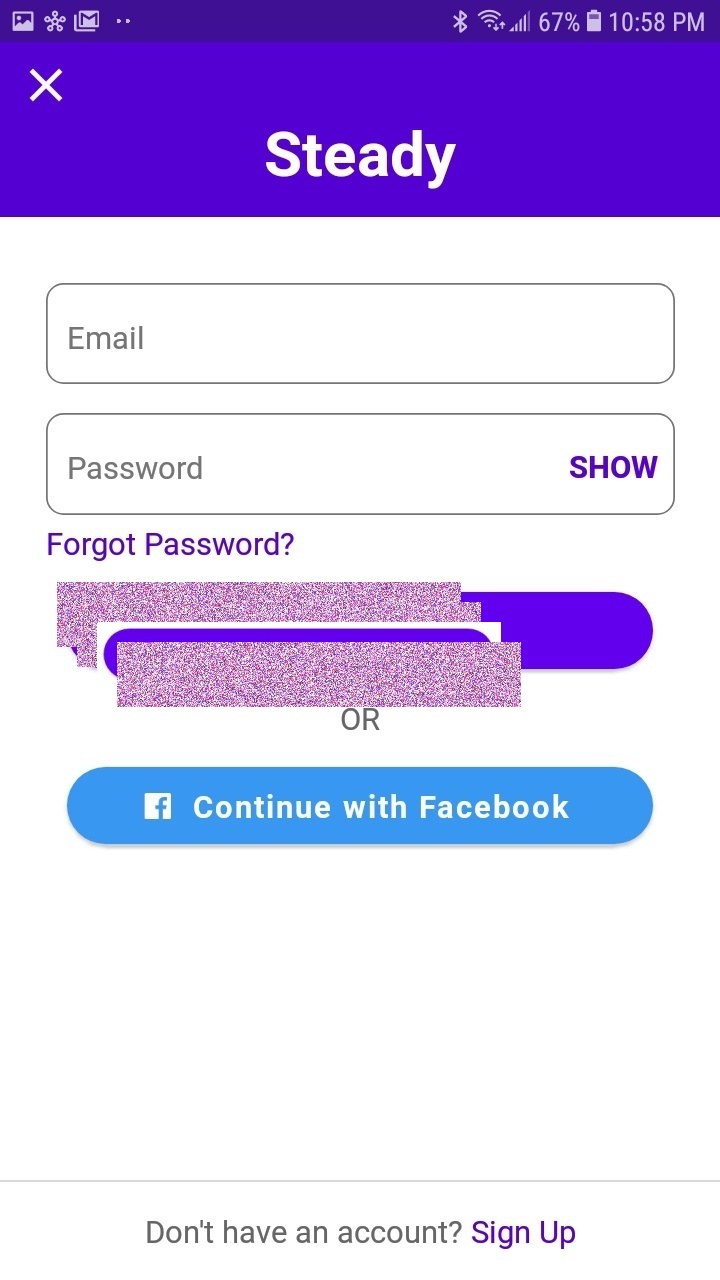 67% 10:58 PM
Steady
Email
Password SHOW
Forgot Password?
OR
Continue with Facebook
Don't have an account? Sign Up